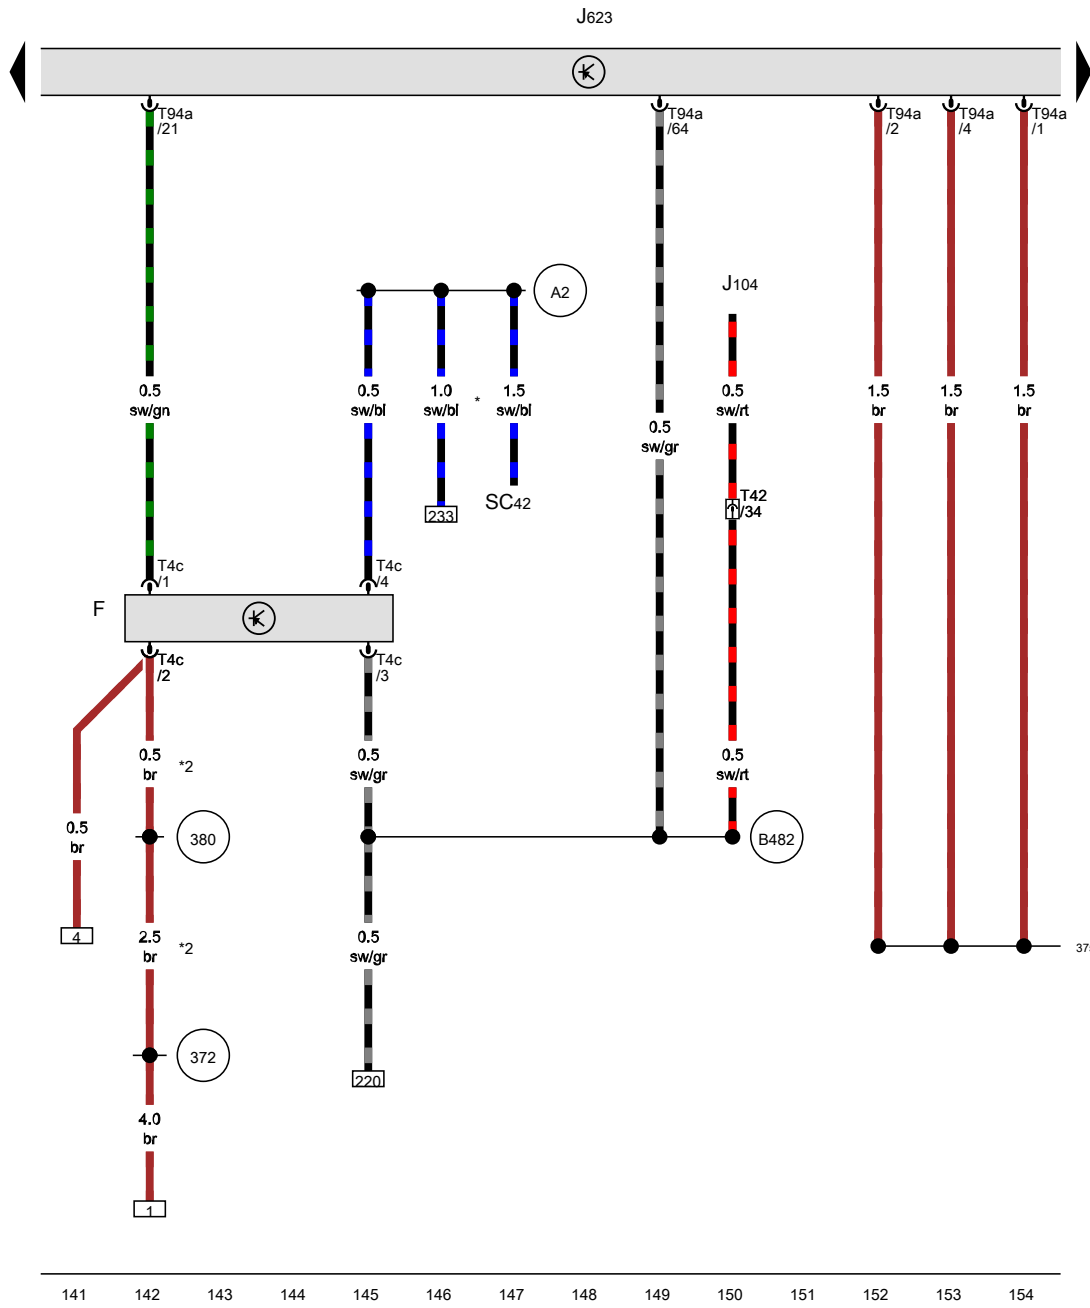 J623
T94a
/21
T94a
/64
T94a
/2
T94a
/4
T94a
/1
A2
J104
0.5
sw/gn
0.5
sw/bl
1.0
sw/bl
*
1.5
sw/bl
0.5
sw/gr
0.5
sw/rt
1.5
br
1.5
br
1.5
br
233
SC42
T42
/34
T4c
/1
T4c
/4
F
T4c
/2
T4c
/3
0.5
br
*2
0.5
sw/gr
0.5
sw/rt
0.5
br
380
B482
4
2.5
br
*2
0.5
sw/gr
372
220
4.0
br
1
141 142 143 144 145 146 147 148 149 150 151 152 153 154